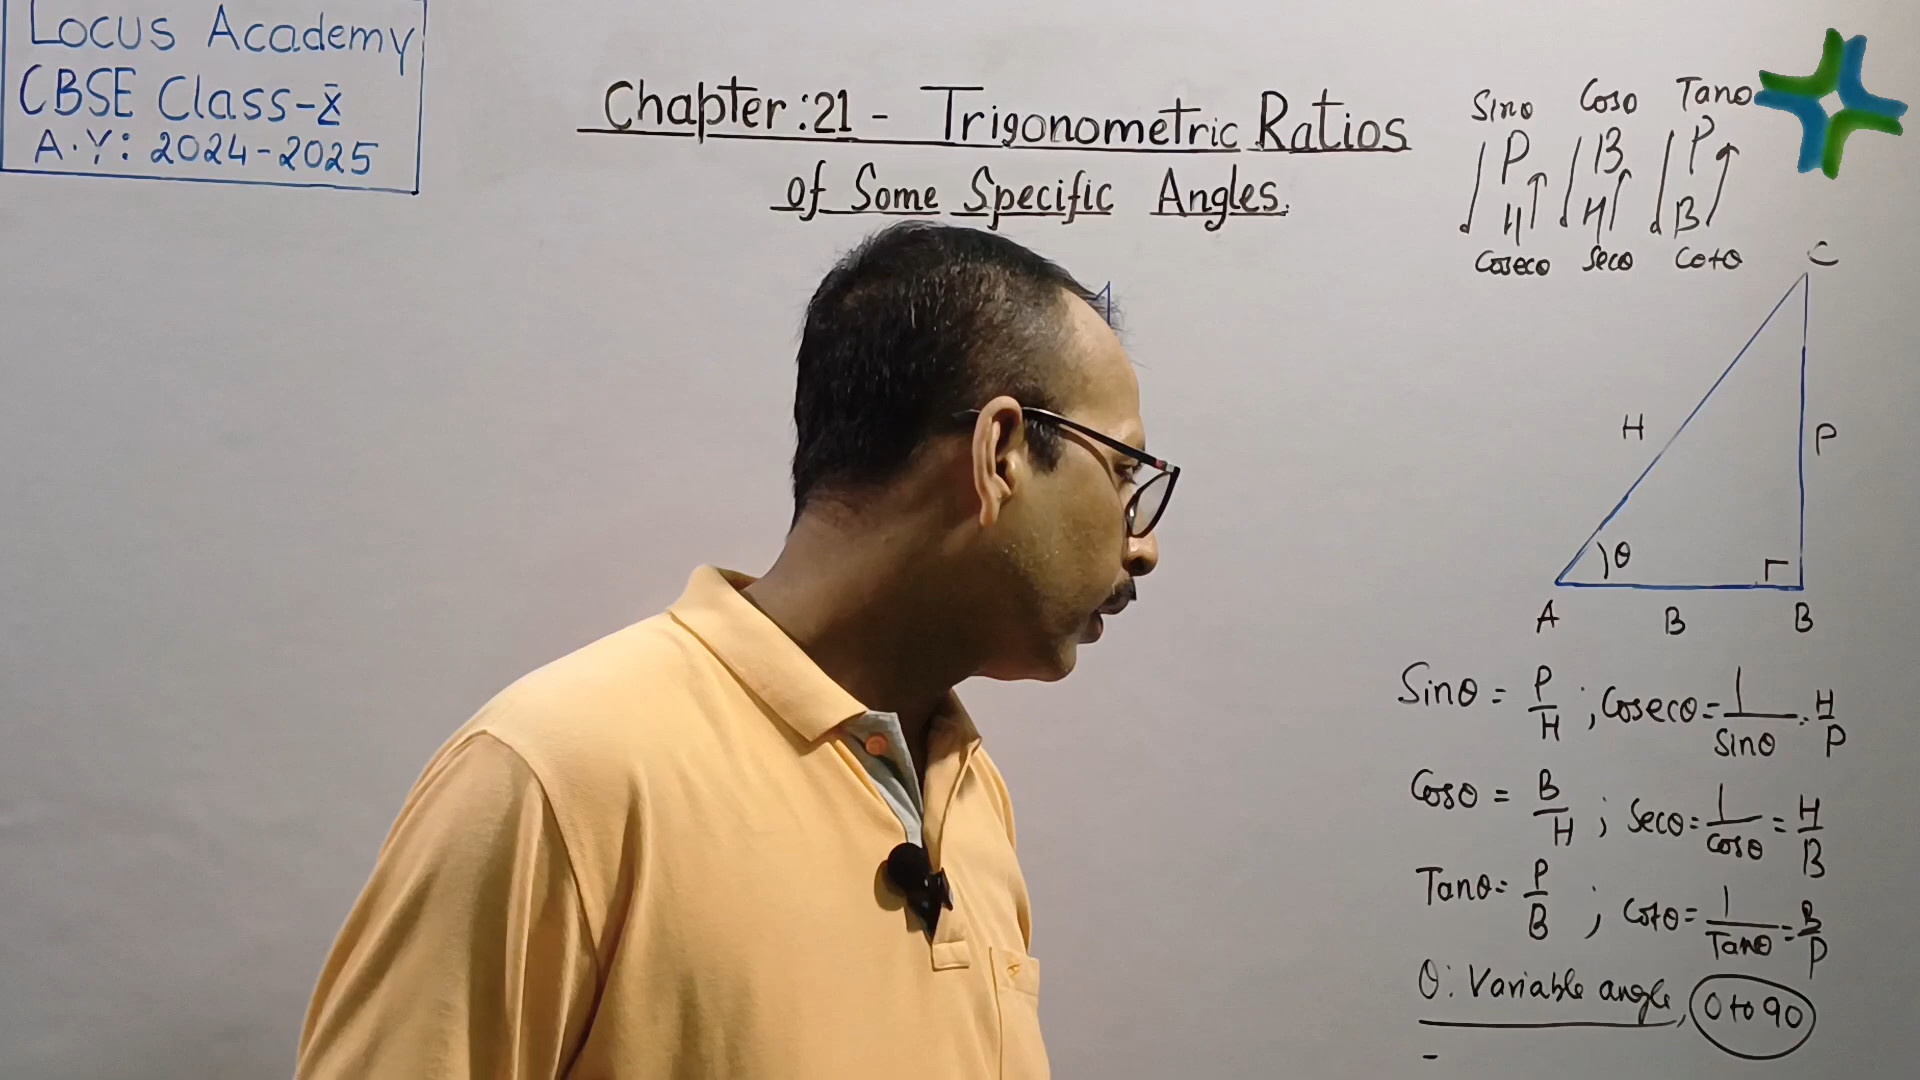 Locus Academy
CBSE Class-X
A.Y: 2024-2025
Chapter:21 - Trigonometric Ratios
of Some Specific Angles.
Sinθ Cosθ Tanθ
P B P
H H B
Cosecθ Secθ Cotθ
C
H P
θ
A B B
Sinθ = P/H ; Cosecθ = 1/Sinθ = H/P
Cosθ = B/H ; Secθ = 1/Cosθ = H/B
Tanθ = P/B ; Cotθ = 1/Tanθ = B/P
θ: Variable angle, 0 to 90
-